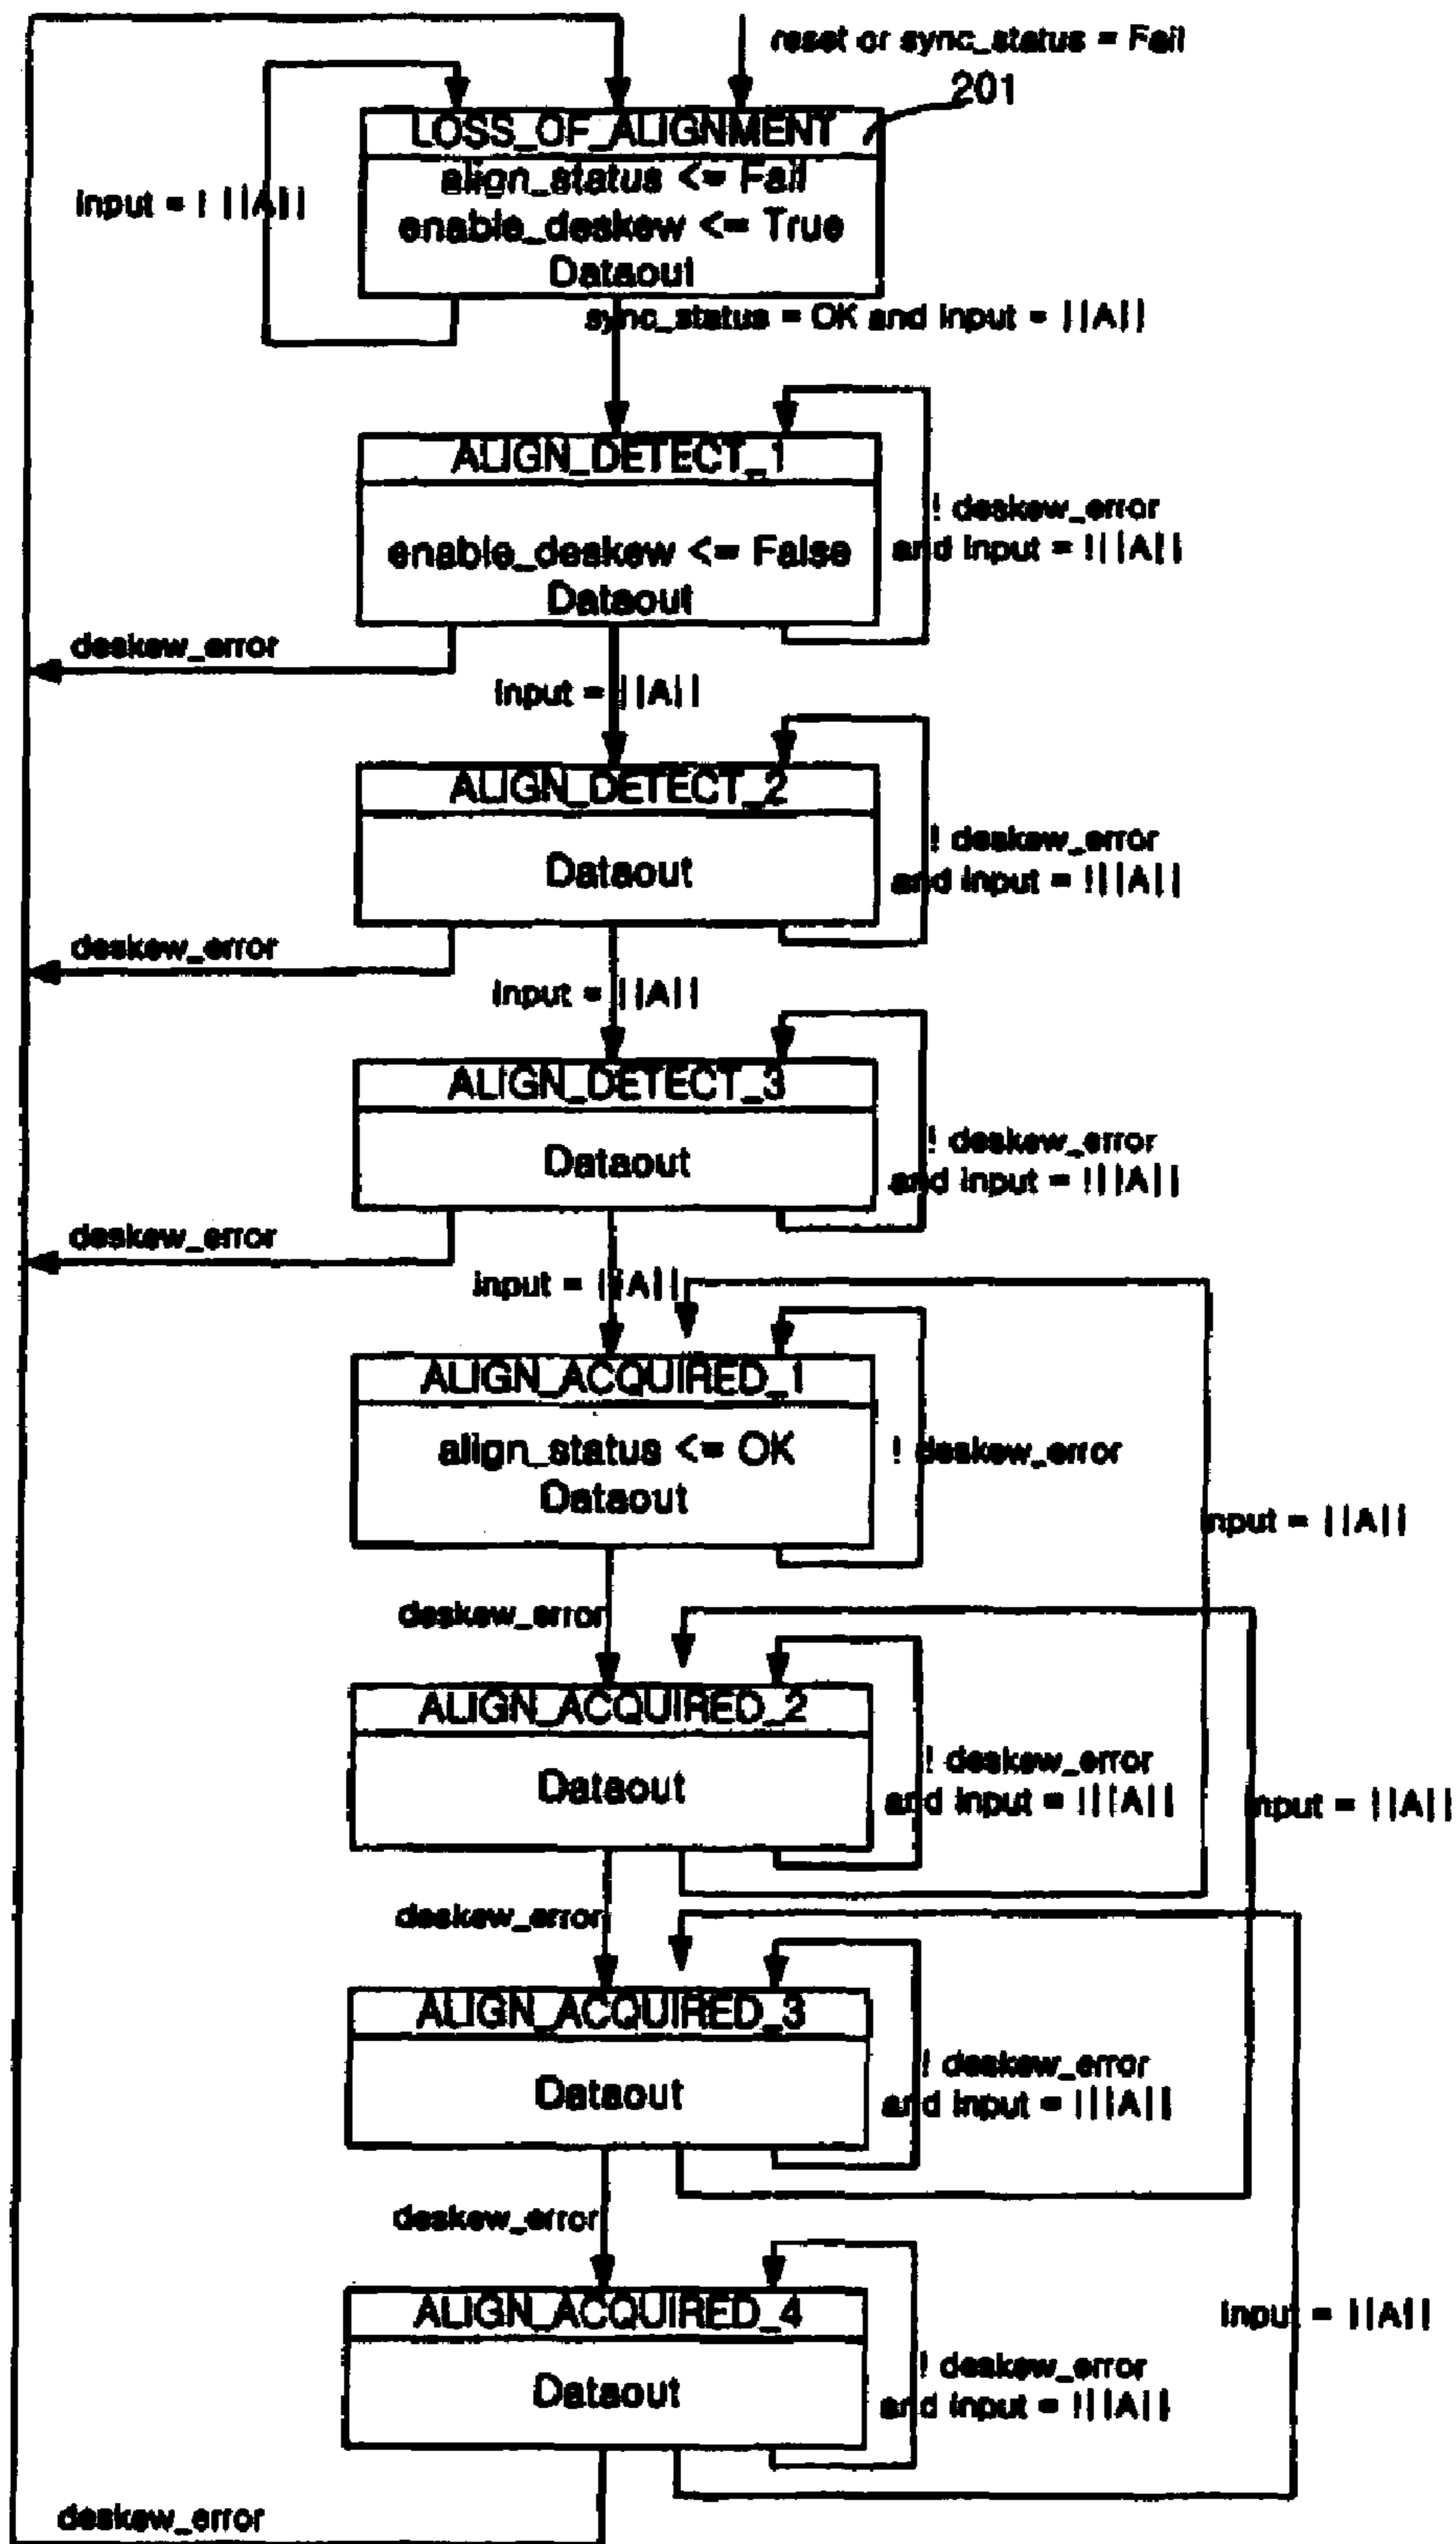 reset or sync_status = Fail
201
LOSS_OF_ALIGNMENT
align_status <= Fail
enable_deskew <= True
Dataout
input = ! ||A||
sync_status = OK and input = ||A||
ALIGN_DETECT_1
enable_deskew <= False
Dataout
! deskew_error
and input = !||A||
deskew_error
input = ||A||
ALIGN_DETECT_2
Dataout
! deskew_error
and input = !||A||
deskew_error
input = ||A||
ALIGN_DETECT_3
Dataout
! deskew_error
and input = !||A||
deskew_error
input = ||A||
ALIGN_ACQUIRED_1
align_status <= OK
Dataout
! deskew_error
input = ||A||
deskew_error
ALIGN_ACQUIRED_2
Dataout
! deskew_error
and input = !||A||
input = ||A||
deskew_error
ALIGN_ACQUIRED_3
Dataout
! deskew_error
and input = !||A||
deskew_error
ALIGN_ACQUIRED_4
Dataout
! deskew_error
and input = !||A||
input = ||A||
deskew_error